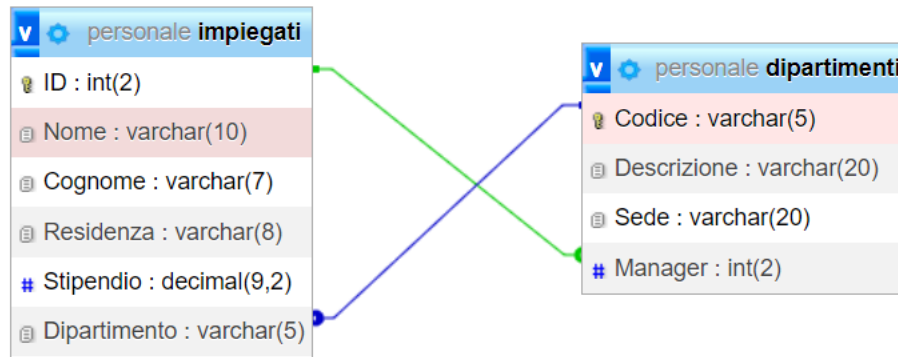 v personale impiegati
ID : int(2)
Nome : varchar(10)
Cognome : varchar(7)
Residenza : varchar(8)
# Stipendio : decimal(9,2)
Dipartimento : varchar(5)
v personale dipartimenti
Codice : varchar(5)
Descrizione : varchar(20)
Sede : varchar(20)
# Manager : int(2)